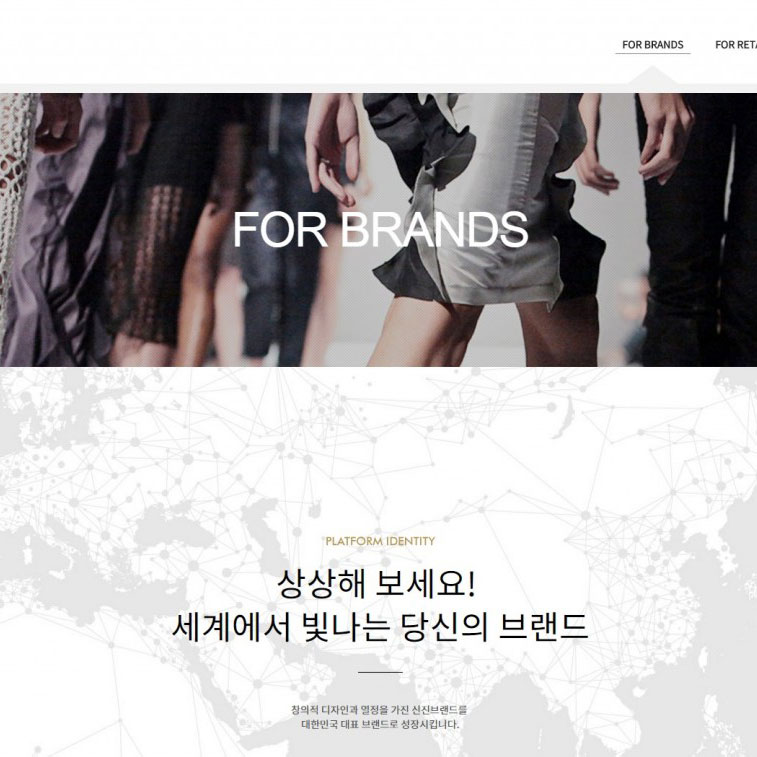 FOR BRANDS
FOR RETA
FOR BRANDS
PLATFORM IDENTITY
상상해 보세요!
세계에서 빛나는 당신의 브랜드
창의적 디자인과 열정을 가진 신진브랜드를
대한민국 대표 브랜드로 성장시킵니다.